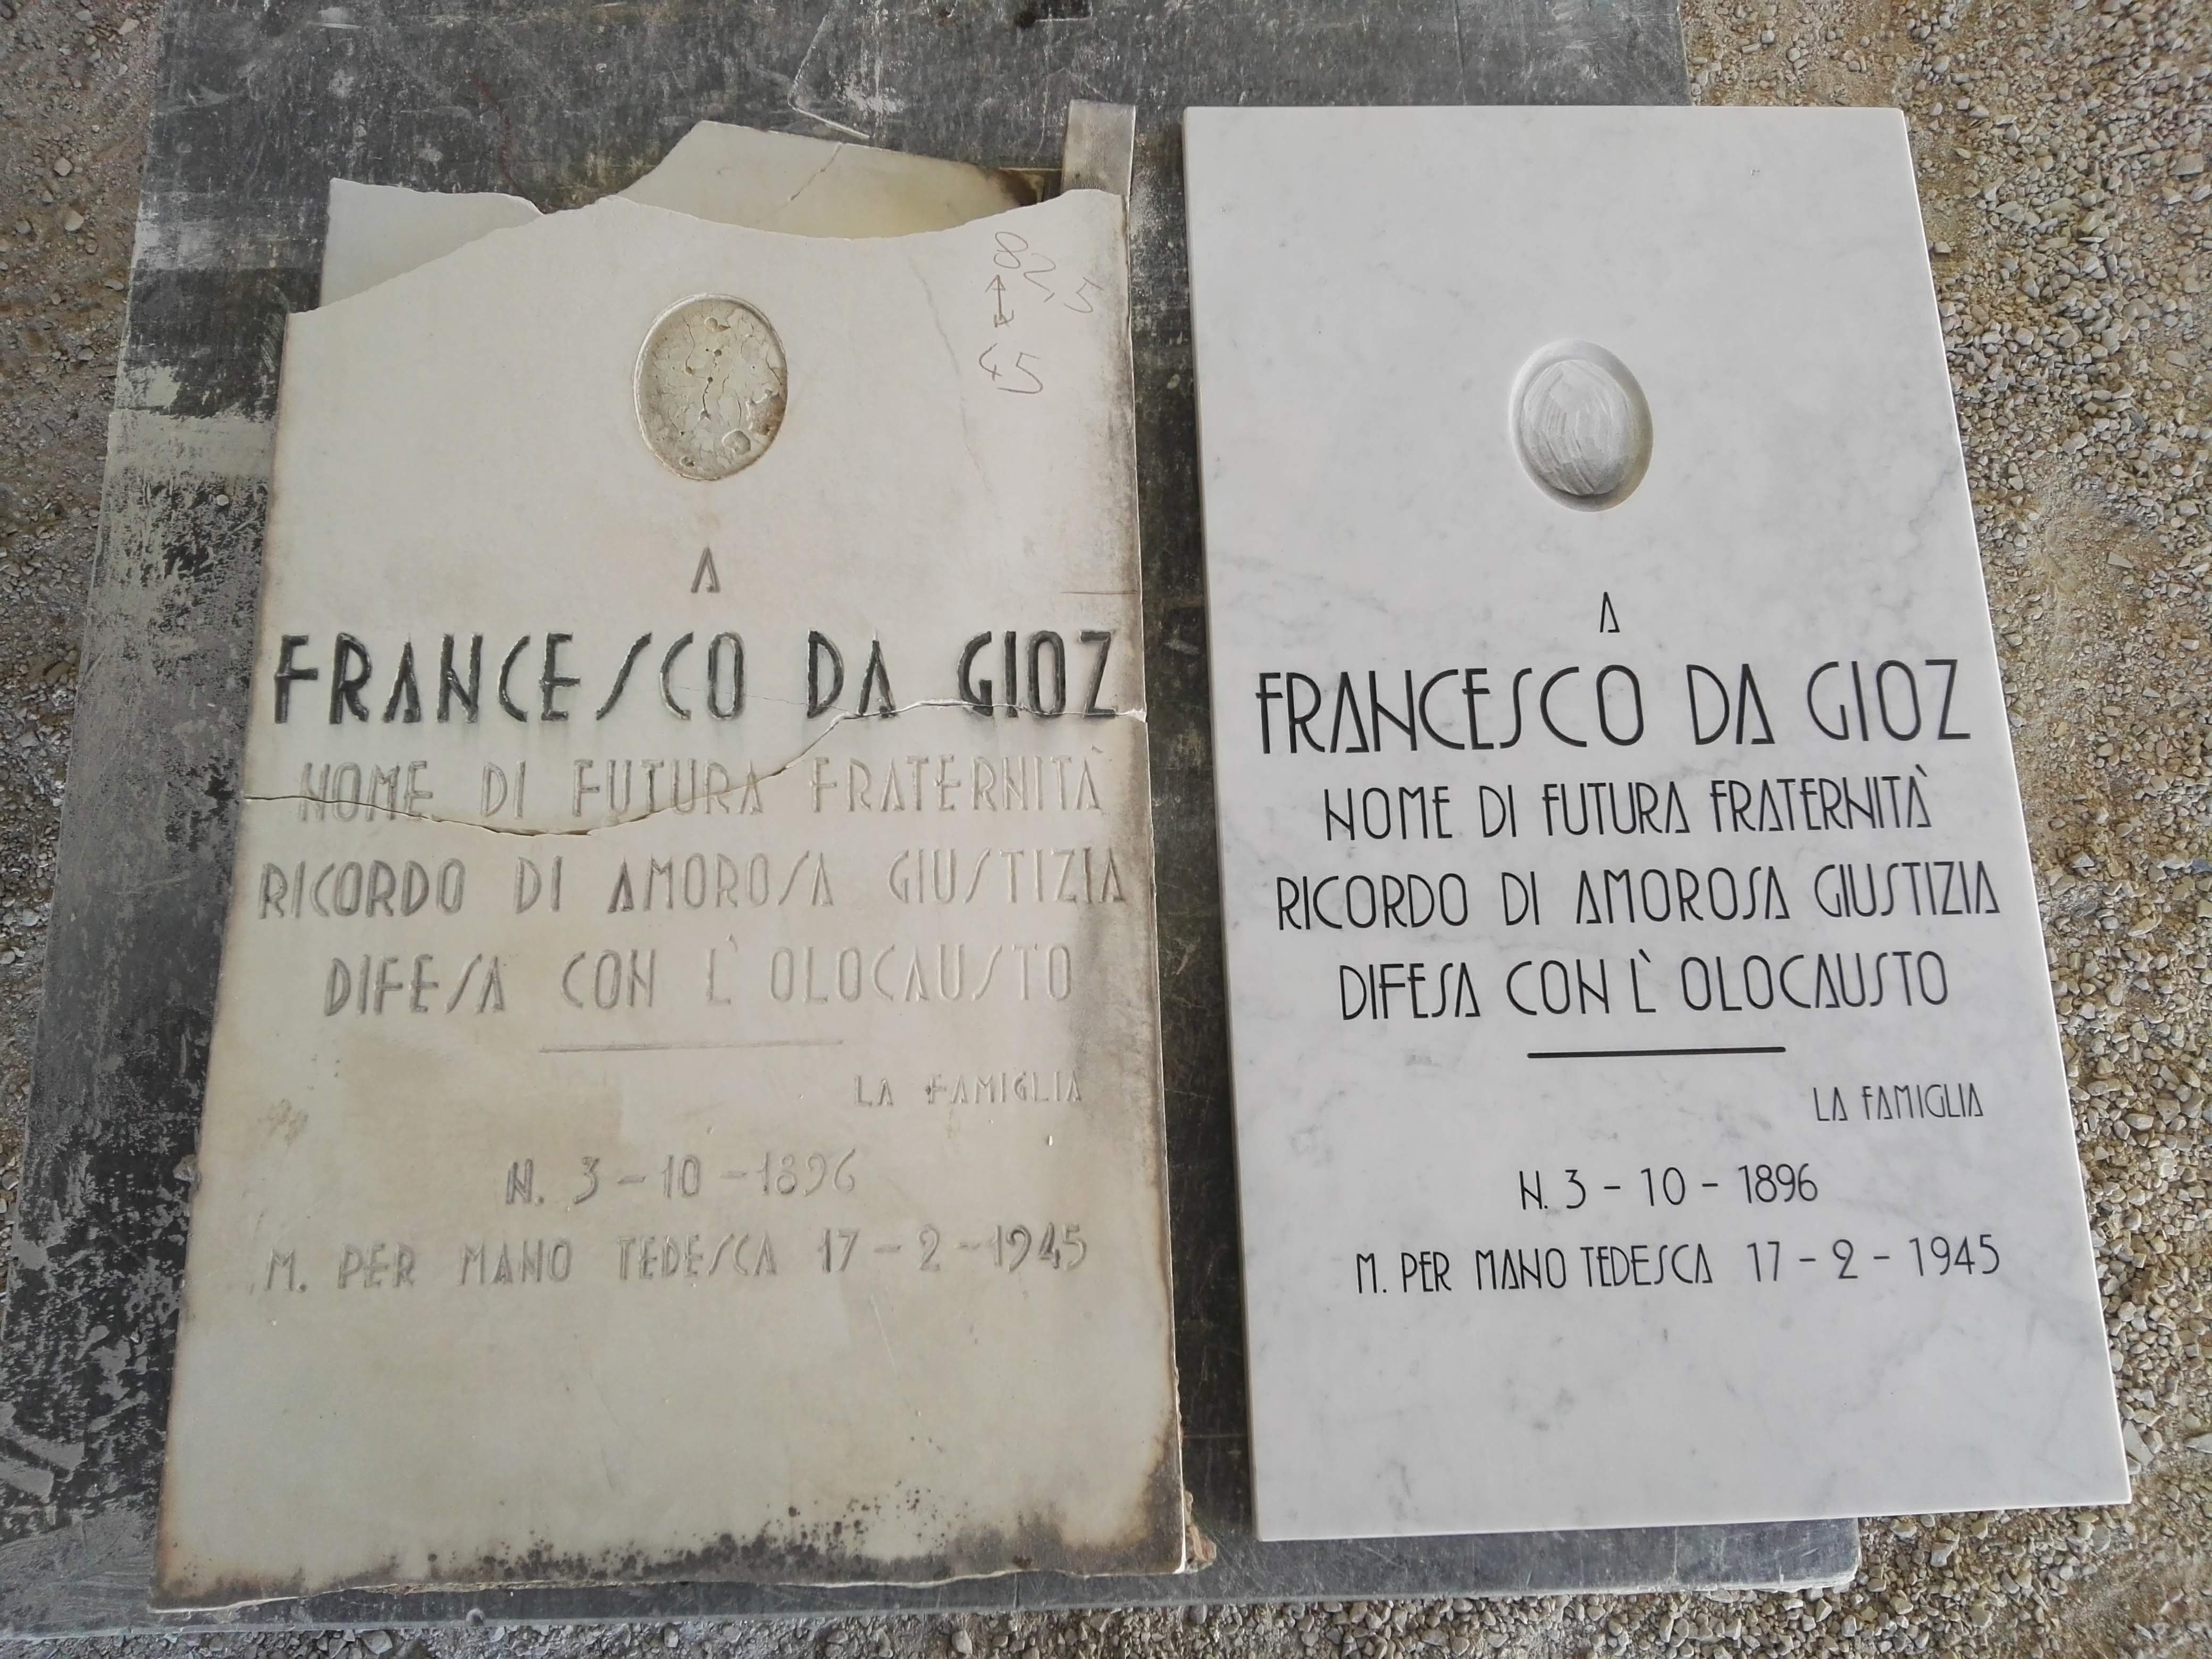 82,5
45
A
FRANCESCO DA GIOZ
NOME DI FUTURA FRATERNITÀ
RICORDO DI AMOROSA GIUSTIZIA
DIFESA CON L'OLOCAUSTO
LA FAMIGLIA
N. 3-10-1896
M. PER MANO TEDESCA 17-2-1945
A
FRANCESCO DA GIOZ
NOME DI FUTURA FRATERNITÀ
RICORDO DI AMOROSA GIUSTIZIA
DIFESA CON L' OLOCAUSTO
LA FAMIGLIA
N. 3 - 10 - 1896
M. PER MANO TEDESCA 17 - 2 - 1945